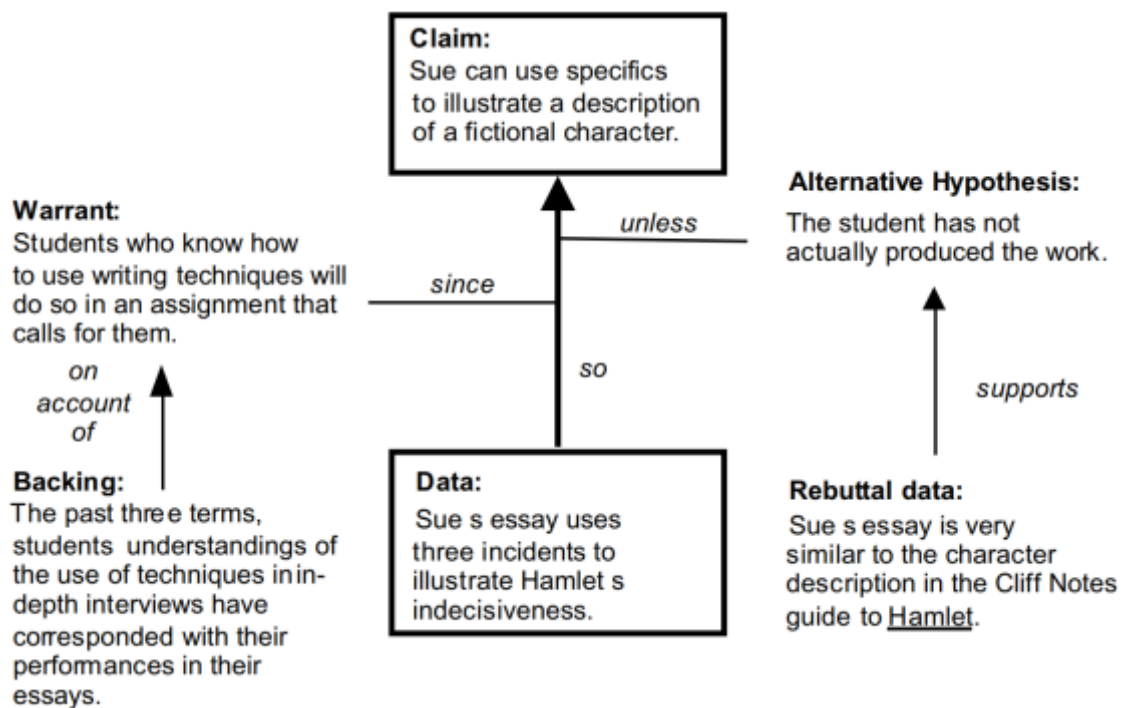 Claim:
Sue can use specifics
to illustrate a description
of a fictional character.
Alternative Hypothesis:
The student has not
actually produced the work.
unless
Warrant:
Students who know how
to use writing techniques will
do so in an assignment that
calls for them.
since
so
on
account
of
supports
Backing:
The past three terms,
students understandings of
the use of techniques in in-
depth interviews have
corresponded with their
performances in their
essays.
Data:
Sue s essay uses
three incidents to
illustrate Hamlet s
indecisiveness.
Rebuttal data:
Sue s essay is very
similar to the character
description in the Cliff Notes
guide to Hamlet.